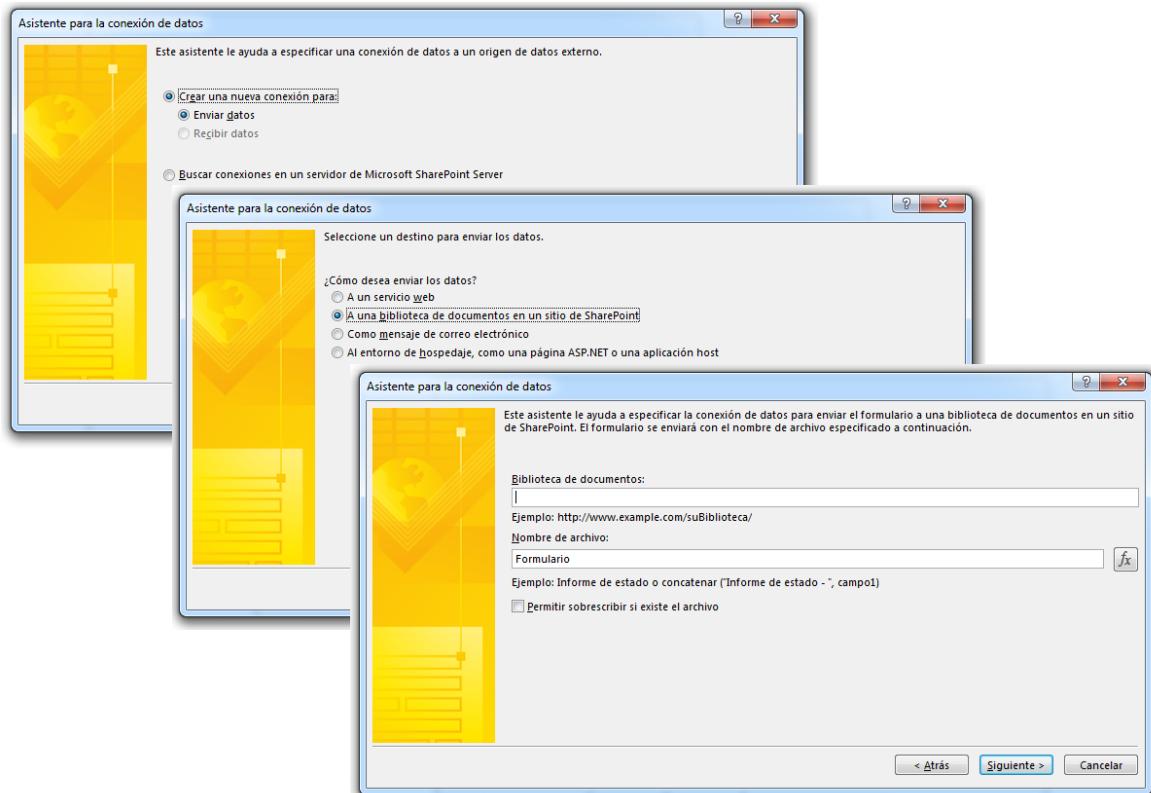 Asistente para la conexión de datos
Este asistente le ayuda a especificar una conexión de datos a un origen de datos externo.
Crear una nueva conexión para:
Enviar datos
Recibir datos
Buscar conexiones en un servidor de Microsoft SharePoint Server
Asistente para la conexión de datos
Seleccione un destino para enviar los datos.
¿Cómo desea enviar los datos?
A un servicio web
A una biblioteca de documentos en un sitio de SharePoint
Como mensaje de correo electrónico
Al entorno de hospedaje, como una página ASP.NET o una aplicación host
Asistente para la conexión de datos
Este asistente le ayuda a especificar la conexión de datos para enviar el formulario a una biblioteca de documentos en un sitio
de SharePoint. El formulario se enviará con el nombre de archivo especificado a continuación.
Biblioteca de documentos:
Ejemplo: http://www.example.com/suBiblioteca/
Nombre de archivo:
Formulario
fx
Ejemplo: Informe de estado o concatenar ("Informe de estado - ", campo1)
Permitir sobrescribir si existe el archivo
< Atrás Siguiente > Cancelar